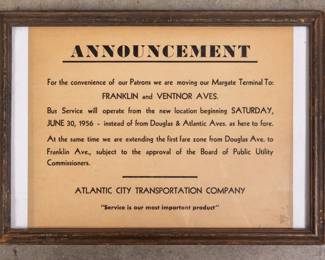 ANNOUNCEMENT
For the convenience of our Patrons we are moving our Margate Terminal To:
FRANKLIN and VENTNOR AVES.
Bus Service will operate from the new location beginning SATURDAY,
JUNE 30, 1956 - instead of from Douglas & Atlantic Aves. as here to fore.
At the same time we are extending the first fare zone from Douglas Ave. to
Franklin Ave., subject to the approval of the Board of Public Utility
Commissioners.
ATLANTIC CITY TRANSPORTATION COMPANY
"Service is our most important product"